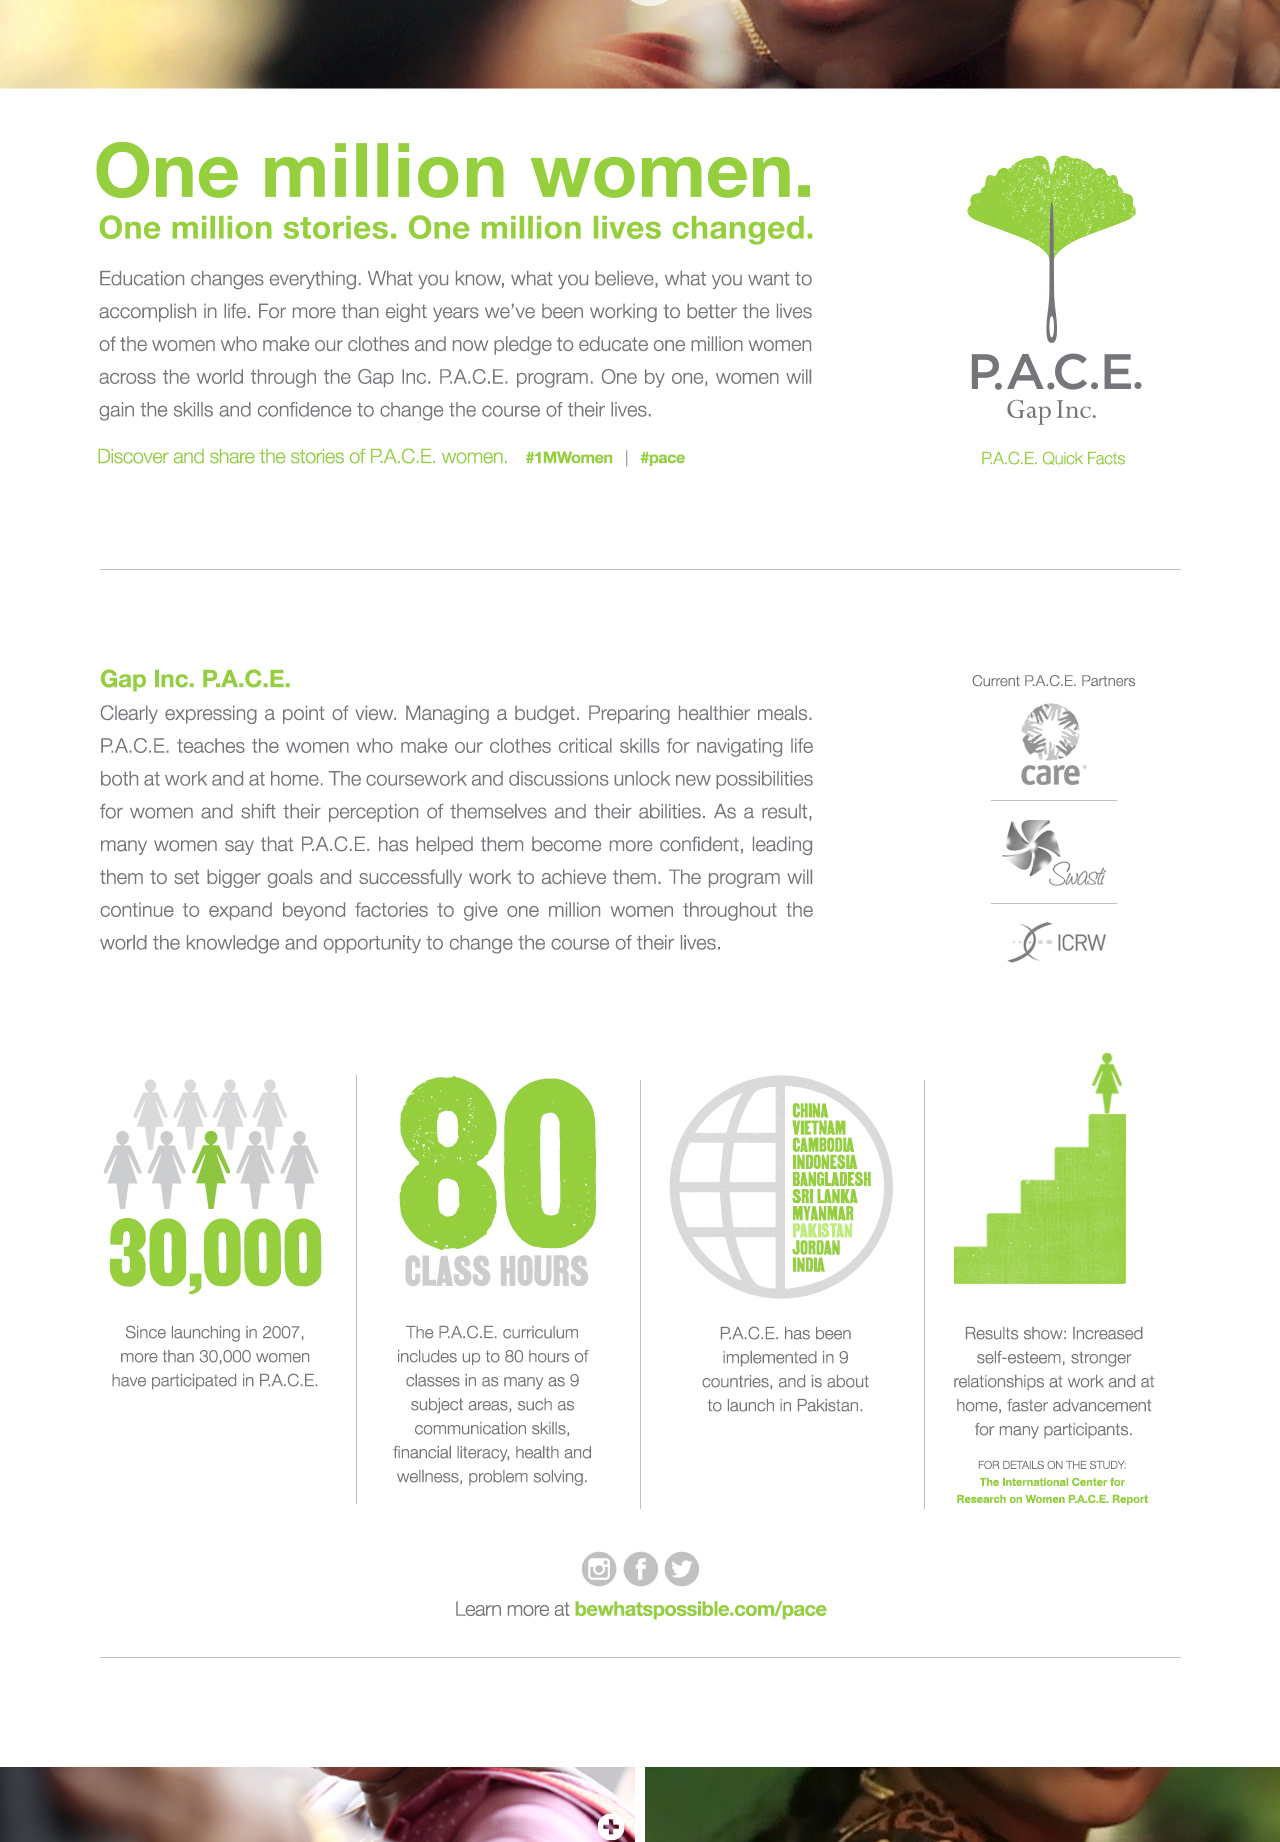 One million women.
One million stories. One million lives changed.
Education changes everything. What you know, what you believe, what you want to
accomplish in life. For more than eight years we’ve been working to better the lives
of the women who make our clothes and now pledge to educate one million women
across the world through the Gap Inc. P.A.C.E. program. One by one, women will
gain the skills and confidence to change the course of their lives.
Discover and share the stories of P.A.C.E. women. #1MWomen | #pace
P.A.C.E.
Gap Inc.
P.A.C.E. Quick Facts
Gap Inc. P.A.C.E.
Clearly expressing a point of view. Managing a budget. Preparing healthier meals.
P.A.C.E. teaches the women who make our clothes critical skills for navigating life
both at work and at home. The coursework and discussions unlock new possibilities
for women and shift their perception of themselves and their abilities. As a result,
many women say that P.A.C.E. has helped them become more confident, leading
them to set bigger goals and successfully work to achieve them. The program will
continue to expand beyond factories to give one million women throughout the
world the knowledge and opportunity to change the course of their lives.
Current P.A.C.E. Partners
care®
Swasti
ICRW
30,000
Since launching in 2007,
more than 30,000 women
have participated in P.A.C.E.
80
CLASS HOURS
The P.A.C.E. curriculum
includes up to 80 hours of
classes in as many as 9
subject areas, such as
communication skills,
financial literacy, health and
wellness, problem solving.
CHINA
VIETNAM
CAMBODIA
INDONESIA
BANGLADESH
SRI LANKA
MYANMAR
PAKISTAN
JORDAN
INDIA
P.A.C.E. has been
implemented in 9
countries, and is about
to launch in Pakistan.
Results show: Increased
self-esteem, stronger
relationships at work and at
home, faster advancement
for many participants.
FOR DETAILS ON THE STUDY:
The International Center for
Research on Women P.A.C.E. Report
Learn more at bewhatspossible.com/pace